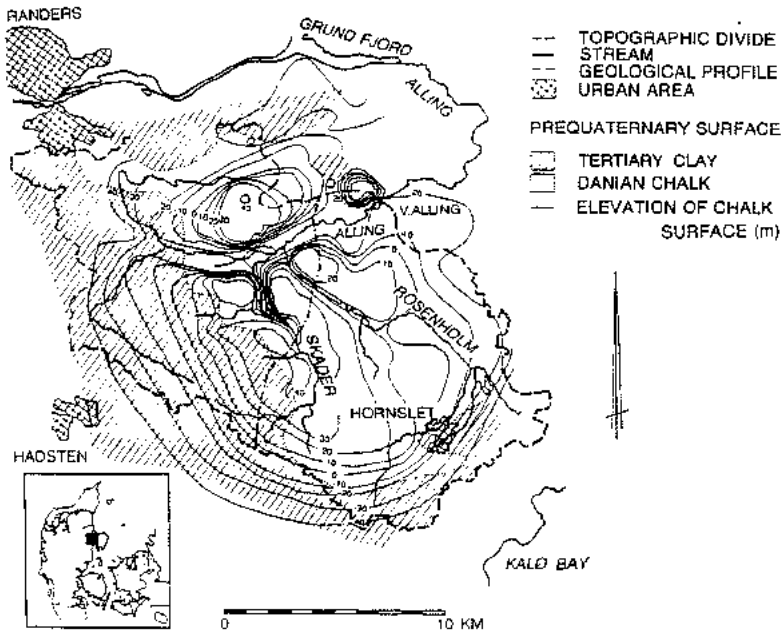 RANDERS
GRUND FJORD
ALLING
TOPOGRAPHIC DIVIDE
STREAM
GEOLOGICAL PROFILE
URBAN AREA
PREQUATERNARY SURFACE
TERTIARY CLAY
DANIAN CHALK
ELEVATION OF CHALK
SURFACE (m)
V.ALLING
ALLING
ROSENHOLM
SKADER
HORNSLET
HADSTEN
KALØ BAY
0 10 KM